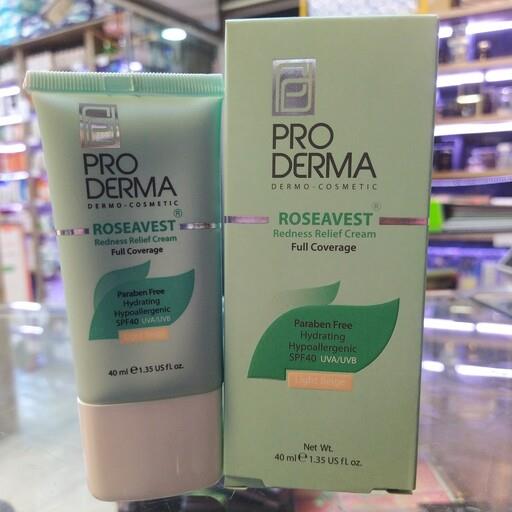 PRO
DERMA
DERMO-COSMETIC
ROSEAVEST®
Redness Relief Cream
Full Coverage
Paraben Free
Hydrating
Hypoallergenic
SPF40 UVA/UVB
Light Beige
40 ml ℮ 1.35 US fl. oz.
PRO
DERMA
DERMO-COSMETIC
ROSEAVEST®
Redness Relief Cream
Full Coverage
Paraben Free
Hydrating
Hypoallergenic
SPF40 UVA/UVB
Light Beige
Net Wt.
40 ml ℮ 1.35 US fl. oz.